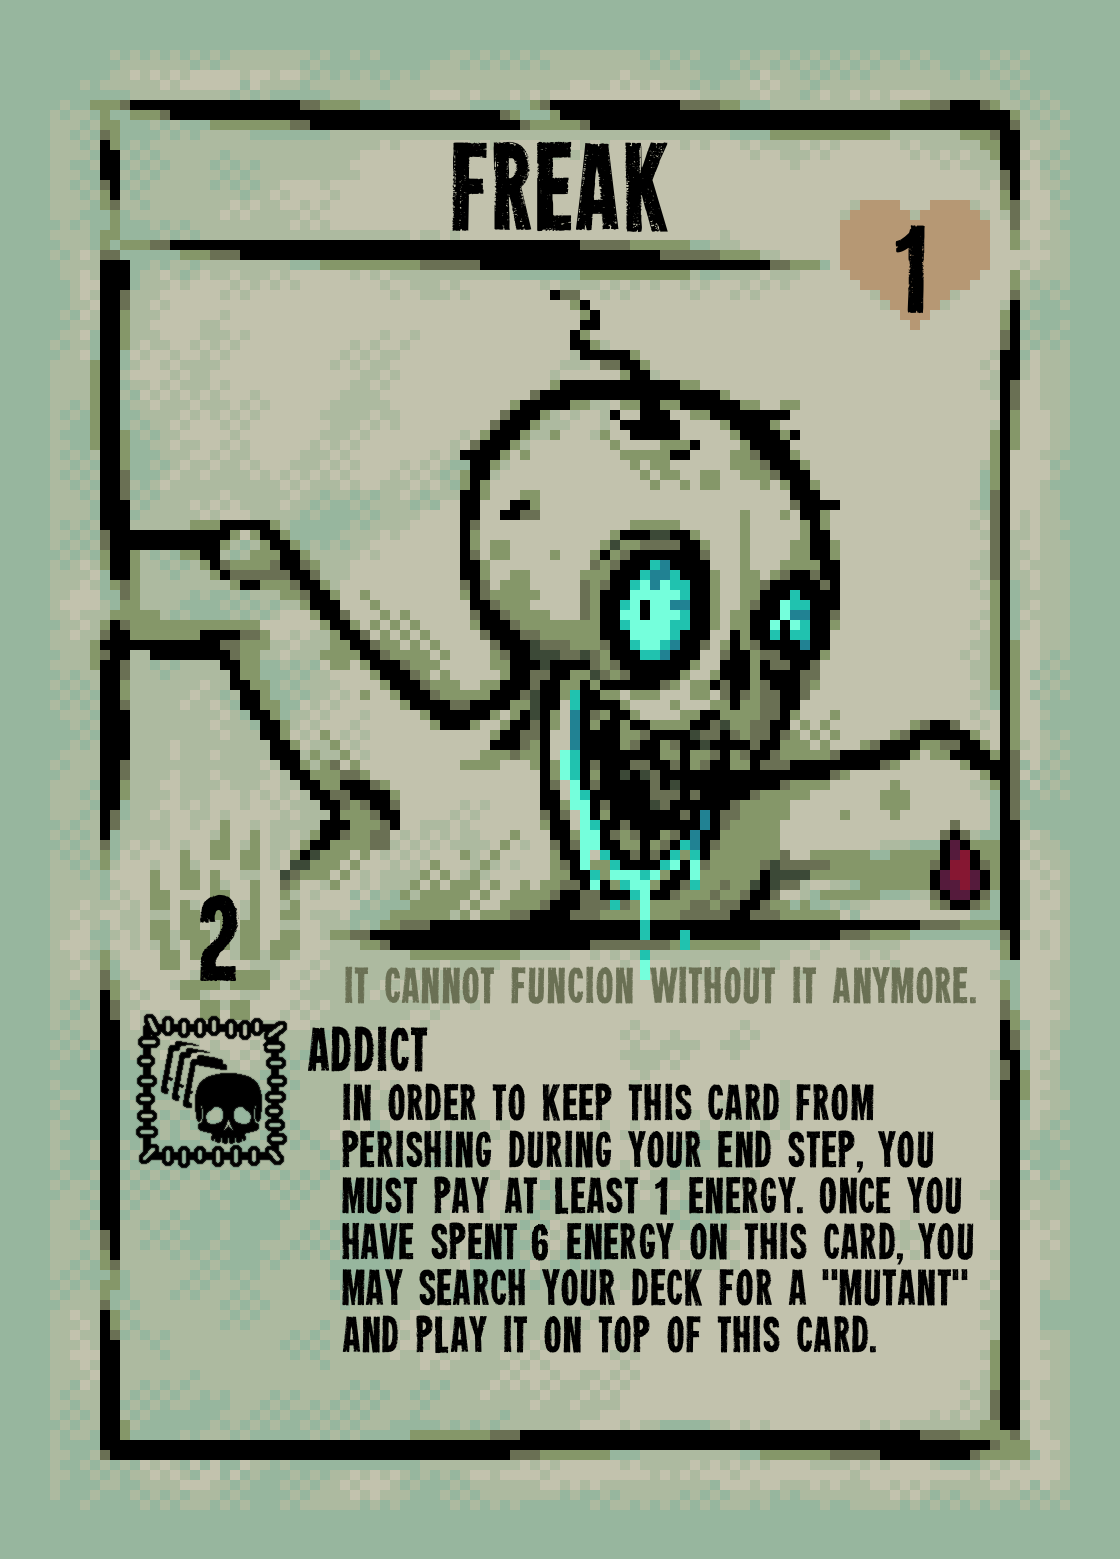 FREAK
1
2
IT CANNOT FUNCION WITHOUT IT ANYMORE.
ADDICT
IN ORDER TO KEEP THIS CARD FROM
PERISHING DURING YOUR END STEP, YOU
MUST PAY AT LEAST 1 ENERGY. ONCE YOU
HAVE SPENT 6 ENERGY ON THIS CARD, YOU
MAY SEARCH YOUR DECK FOR A "MUTANT"
AND PLAY IT ON TOP OF THIS CARD.